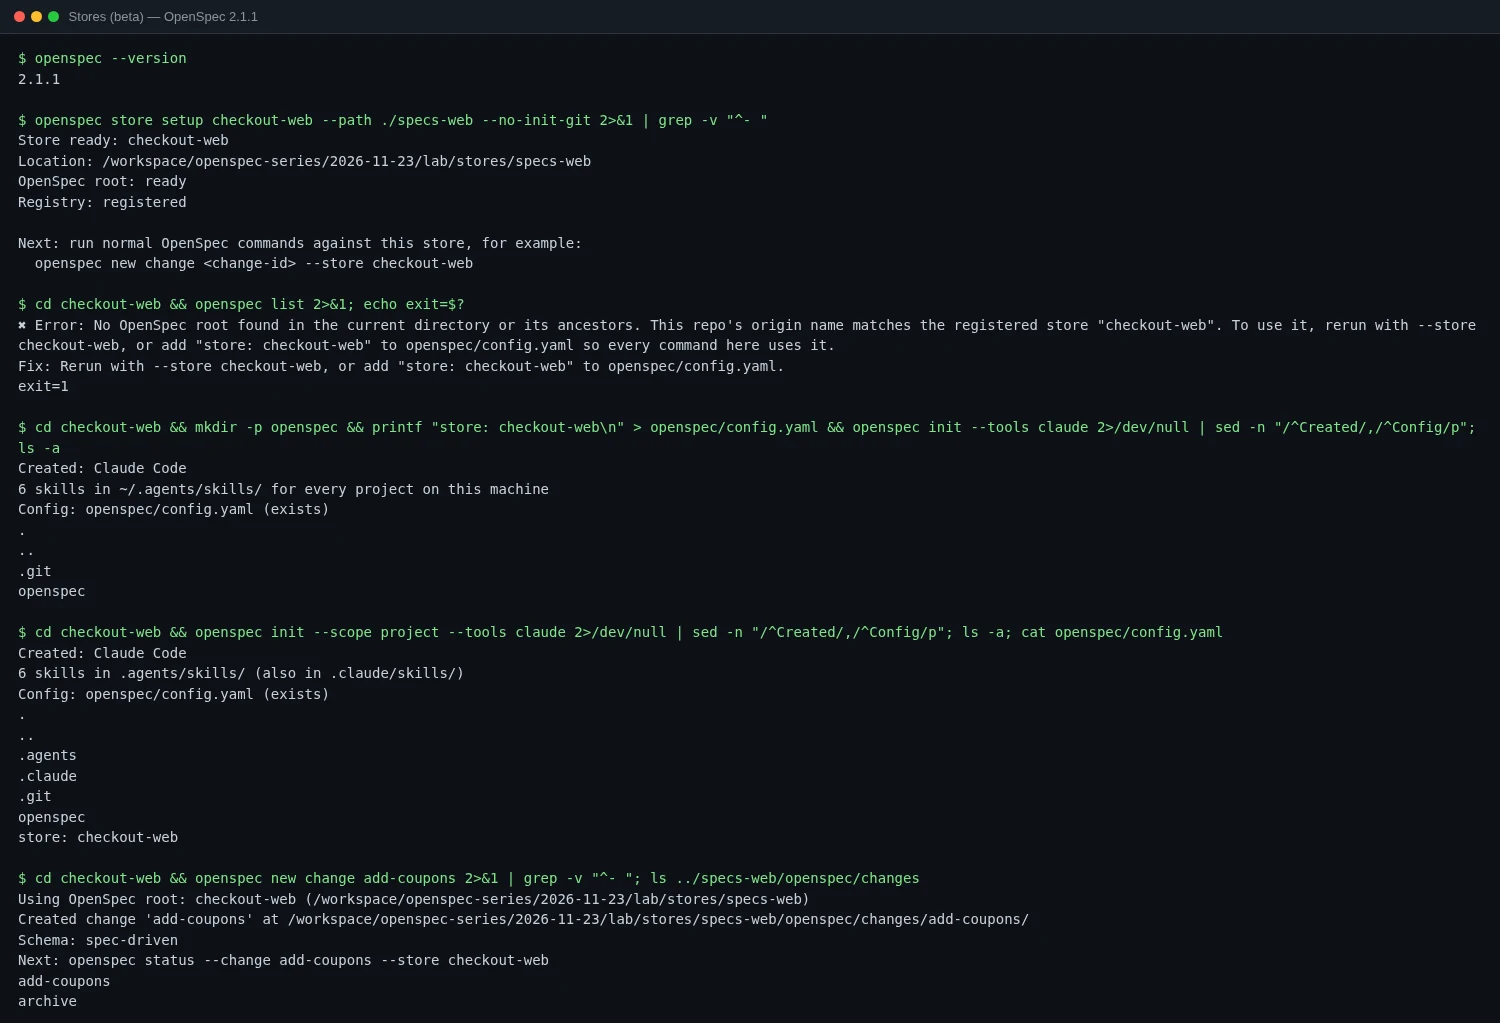 Stores (beta) — OpenSpec 2.1.1
$ openspec --version
2.1.1
$ openspec store setup checkout-web --path ./specs-web --no-init-git 2>&1 | grep -v "^- "
Store ready: checkout-web
Location: /workspace/openspec-series/2026-11-23/lab/stores/specs-web
OpenSpec root: ready
Registry: registered
Next: run normal OpenSpec commands against this store, for example:
  openspec new change <change-id> --store checkout-web
$ cd checkout-web && openspec list 2>&1; echo exit=$?
✖ Error: No OpenSpec root found in the current directory or its ancestors. This repo's origin name matches the registered store "checkout-web". To use it, rerun with --store
checkout-web, or add "store: checkout-web" to openspec/config.yaml so every command here uses it.
Fix: Rerun with --store checkout-web, or add "store: checkout-web" to openspec/config.yaml.
exit=1
$ cd checkout-web && mkdir -p openspec && printf "store: checkout-web\n" > openspec/config.yaml && openspec init --tools claude 2>/dev/null | sed -n "/^Created/,/^Config/p";
ls -a
Created: Claude Code
6 skills in ~/.agents/skills/ for every project on this machine
Config: openspec/config.yaml (exists)
.
..
.git
openspec
$ cd checkout-web && openspec init --scope project --tools claude 2>/dev/null | sed -n "/^Created/,/^Config/p"; ls -a; cat openspec/config.yaml
Created: Claude Code
6 skills in .agents/skills/ (also in .claude/skills/)
Config: openspec/config.yaml (exists)
.
..
.agents
.claude
.git
openspec
store: checkout-web
$ cd checkout-web && openspec new change add-coupons 2>&1 | grep -v "^- "; ls ../specs-web/openspec/changes
Using OpenSpec root: checkout-web (/workspace/openspec-series/2026-11-23/lab/stores/specs-web)
Created change 'add-coupons' at /workspace/openspec-series/2026-11-23/lab/stores/specs-web/openspec/changes/add-coupons/
Schema: spec-driven
Next: openspec status --change add-coupons --store checkout-web
add-coupons
archive